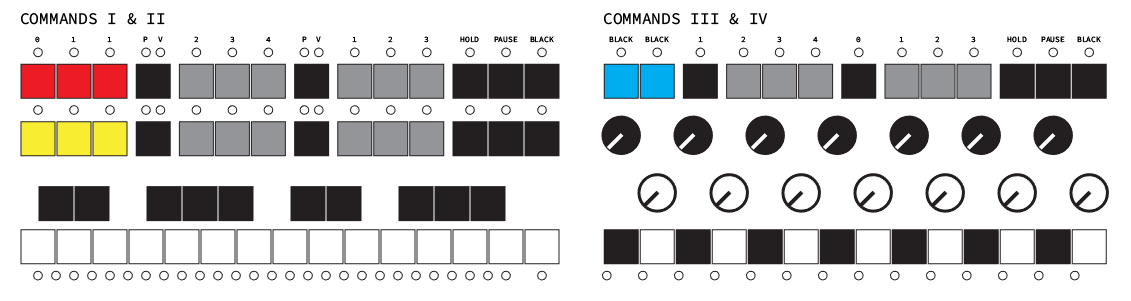 COMMANDS I & II
0 1 1 P V 2 3 4 P V 1 2 3 HOLD PAUSE BLACK
COMMANDS III & IV
BLACK BLACK 1 2 3 4 0 1 2 3 HOLD PAUSE BLACK